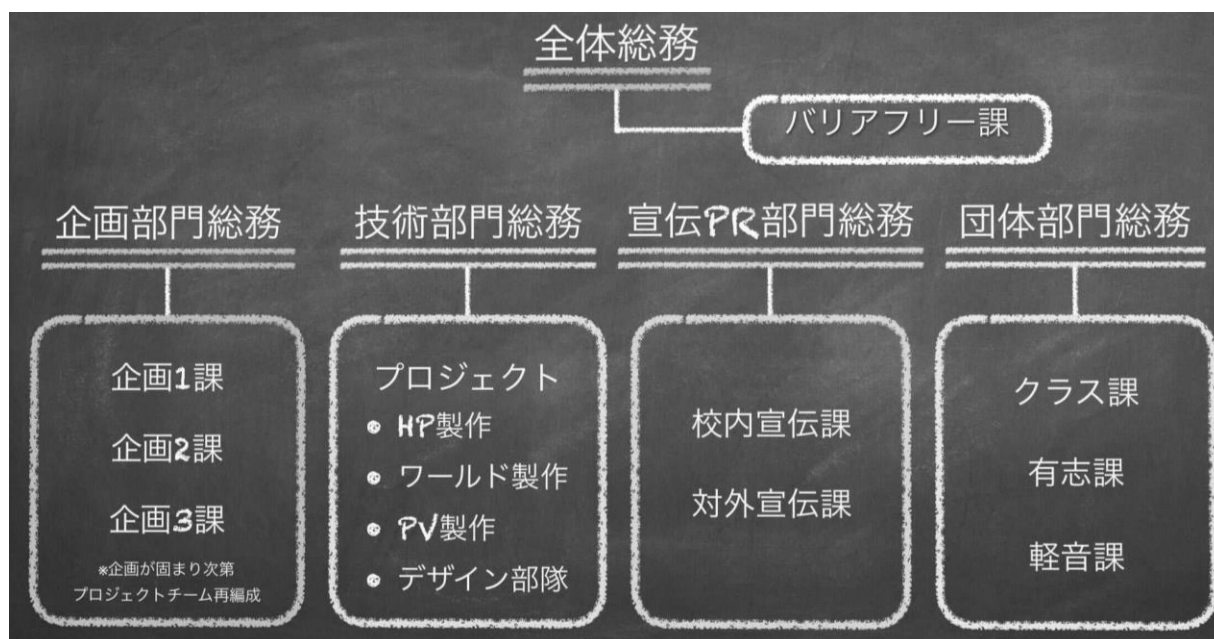 全体総務
バリアフリー課
企画部門総務
技術部門総務
宣伝PR部門総務
団体部門総務
企画1課
企画2課
企画3課
※企画が固まり次第
プロジェクトチーム再編成
プロジェクト
• HP製作
• ワールド製作
• PV製作
• デザイン部隊
校内宣伝課
対外宣伝課
クラス課
有志課
軽音課